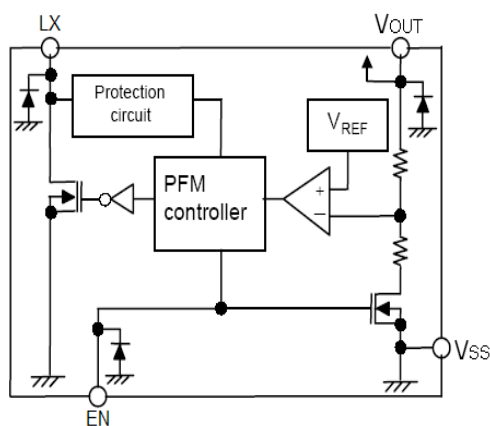 LX
VOUT
Protection
circuit
VREF
PFM
controller
+
−
VSS
EN